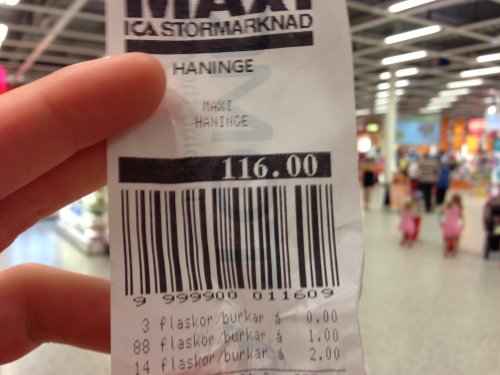 MAXI
ICA STORMARKNAD
HANINGE
MAXI
HANINGE
116.00
9 999900 011609
3 flaskor/burkar á 0.00
88 flaskor/burkar á 1.00
14 flaskor/burkar á 2.00